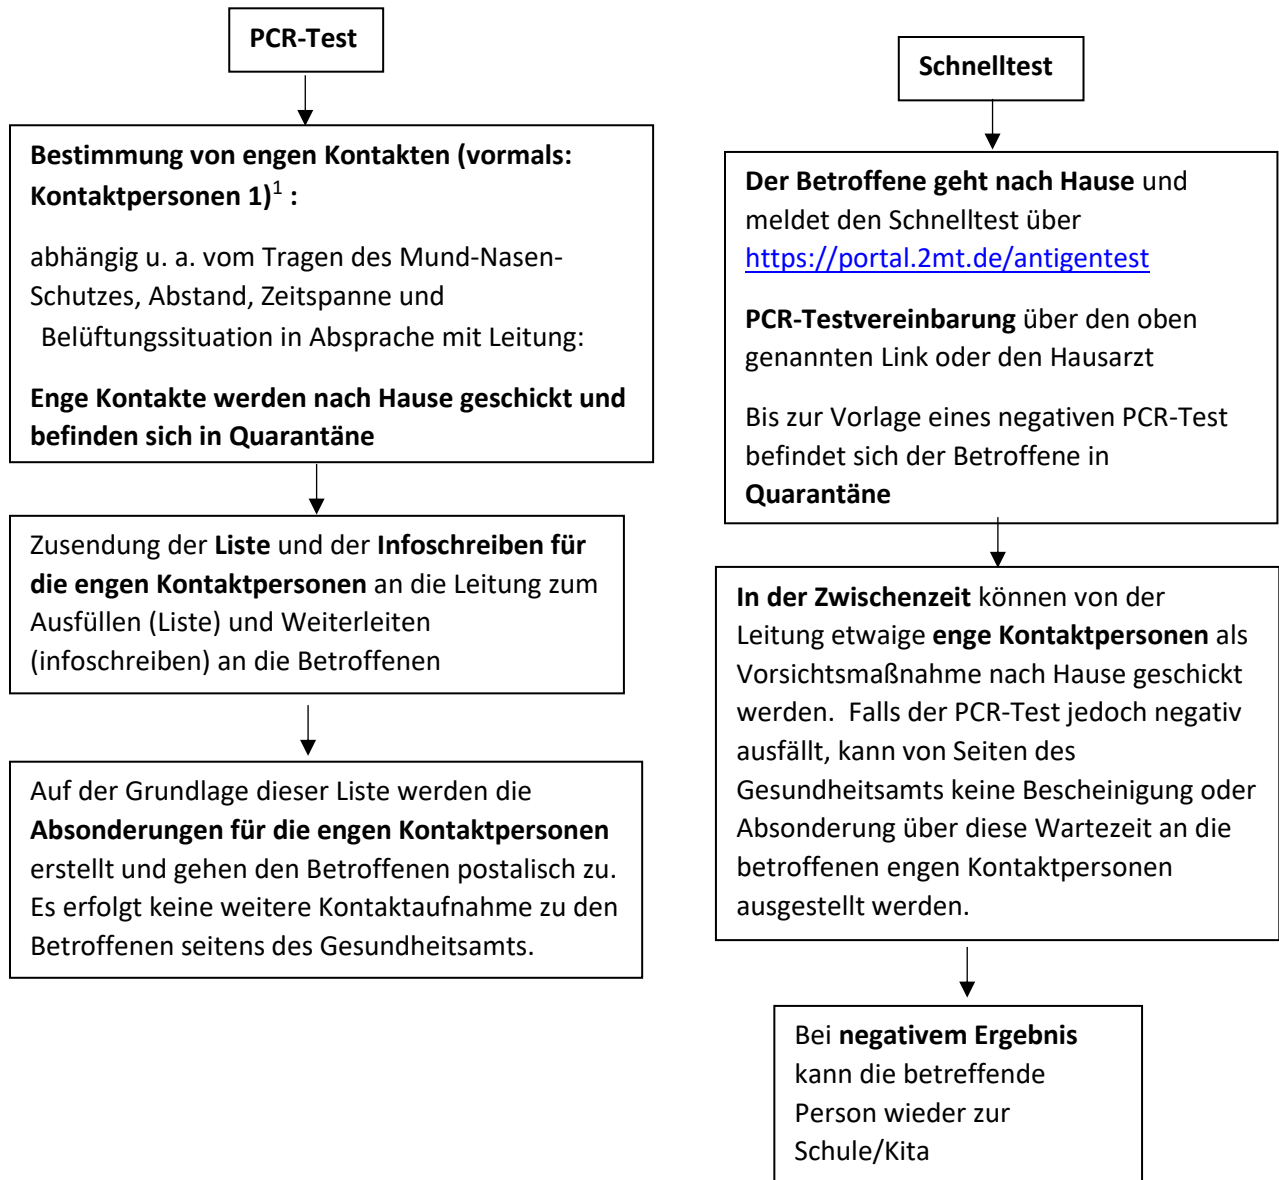 PCR-Test
Bestimmung von engen Kontakten (vormals:
Kontaktpersonen 1)¹ :
abhängig u. a. vom Tragen des Mund-Nasen-
Schutzes, Abstand, Zeitspanne und
Belüftungssituation in Absprache mit Leitung:
Enge Kontakte werden nach Hause geschickt und
befinden sich in Quarantäne
Zusendung der Liste und der Infoschreiben für
die engen Kontaktpersonen an die Leitung zum
Ausfüllen (Liste) und Weiterleiten
(infoschreiben) an die Betroffenen
Auf der Grundlage dieser Liste werden die
Absonderungen für die engen Kontaktpersonen
erstellt und gehen den Betroffenen postalisch zu.
Es erfolgt keine weitere Kontaktaufnahme zu den
Betroffenen seitens des Gesundheitsamts.
Schnelltest
Der Betroffene geht nach Hause und
meldet den Schnelltest über
https://portal.2mt.de/antigentest
PCR-Testvereinbarung über den oben
genannten Link oder den Hausarzt
Bis zur Vorlage eines negativen PCR-Test
befindet sich der Betroffene in
Quarantäne
In der Zwischenzeit können von der
Leitung etwaige enge Kontaktpersonen als
Vorsichtsmaßnahme nach Hause geschickt
werden.  Falls der PCR-Test jedoch negativ
ausfällt, kann von Seiten des
Gesundheitsamts keine Bescheinigung oder
Absonderung über diese Wartezeit an die
betroffenen engen Kontaktpersonen
ausgestellt werden.
Bei negativem Ergebnis
kann die betreffende
Person wieder zur
Schule/Kita